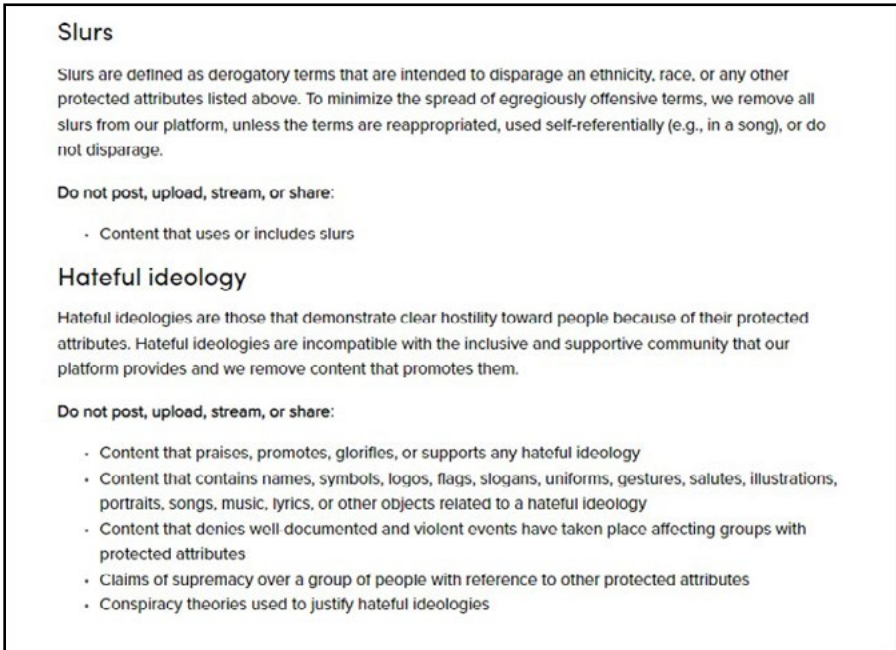 Slurs
Slurs are defined as derogatory terms that are intended to disparage an ethnicity, race, or any other
protected attributes listed above. To minimize the spread of egregiously offensive terms, we remove all
slurs from our platform, unless the terms are reappropriated, used self-referentially (e.g., in a song), or do
not disparage.
Do not post, upload, stream, or share:
· Content that uses or includes slurs
Hateful ideology
Hateful ideologies are those that demonstrate clear hostility toward people because of their protected
attributes. Hateful ideologies are incompatible with the inclusive and supportive community that our
platform provides and we remove content that promotes them.
Do not post, upload, stream, or share:
· Content that praises, promotes, glorifies, or supports any hateful ideology
· Content that contains names, symbols, logos, flags, slogans, uniforms, gestures, salutes, illustrations,
portraits, songs, music, lyrics, or other objects related to a hateful ideology
· Content that denies well-documented and violent events have taken place affecting groups with
protected attributes
· Claims of supremacy over a group of people with reference to other protected attributes
· Conspiracy theories used to justify hateful ideologies